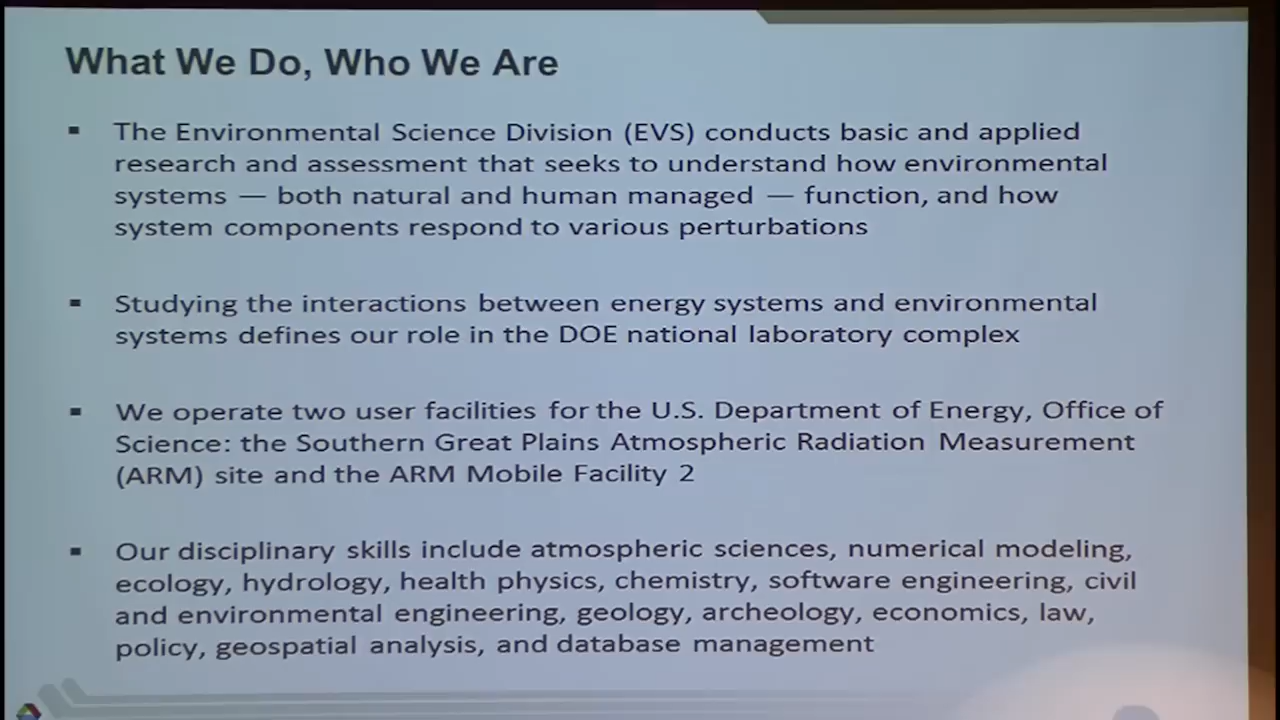 What We Do, Who We Are
▪ The Environmental Science Division (EVS) conducts basic and applied
research and assessment that seeks to understand how environmental
systems — both natural and human managed — function, and how
system components respond to various perturbations
▪ Studying the interactions between energy systems and environmental
systems defines our role in the DOE national laboratory complex
▪ We operate two user facilities for the U.S. Department of Energy, Office of
Science: the Southern Great Plains Atmospheric Radiation Measurement
(ARM) site and the ARM Mobile Facility 2
▪ Our disciplinary skills include atmospheric sciences, numerical modeling,
ecology, hydrology, health physics, chemistry, software engineering, civil
and environmental engineering, geology, archeology, economics, law,
policy, geospatial analysis, and database management